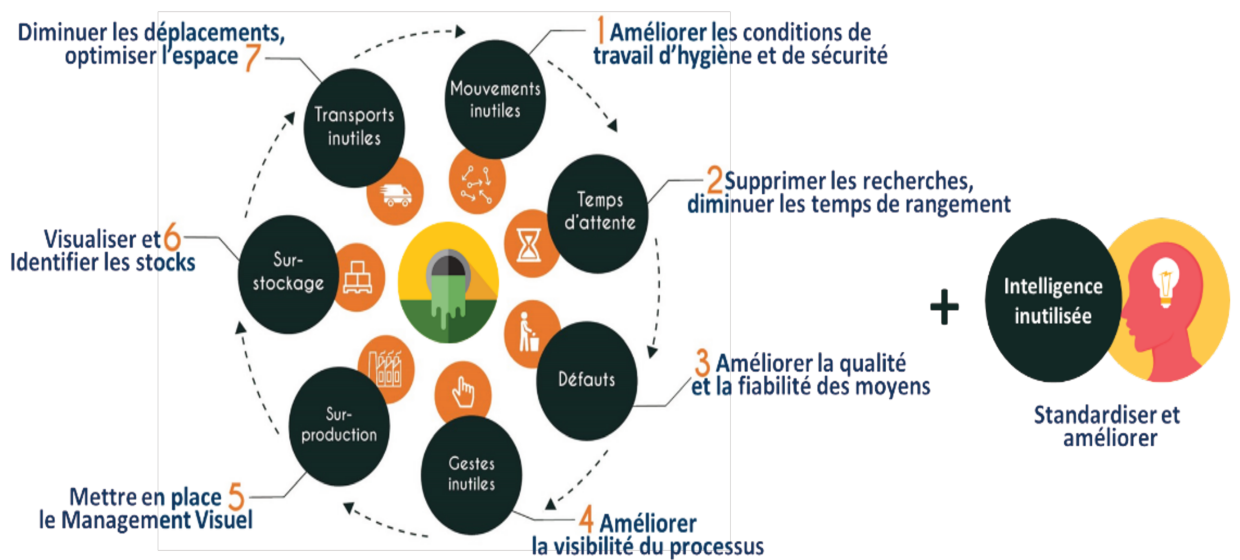 1 Améliorer les conditions de
travail d’hygiène et de sécurité
Mouvements
inutiles
2 Supprimer les recherches,
diminuer les temps de rangement
Temps
d’attente
3 Améliorer la qualité
et la fiabilité des moyens
Défauts
4 Améliorer
la visibilité du processus
Gestes
inutiles
Mettre en place 5
le Management Visuel
Sur-
production
Visualiser et 6
Identifier les stocks
Sur-
stockage
Diminuer les déplacements,
optimiser l’espace 7
Transports
inutiles
+
Intelligence
inutilisée
Standardiser et
améliorer